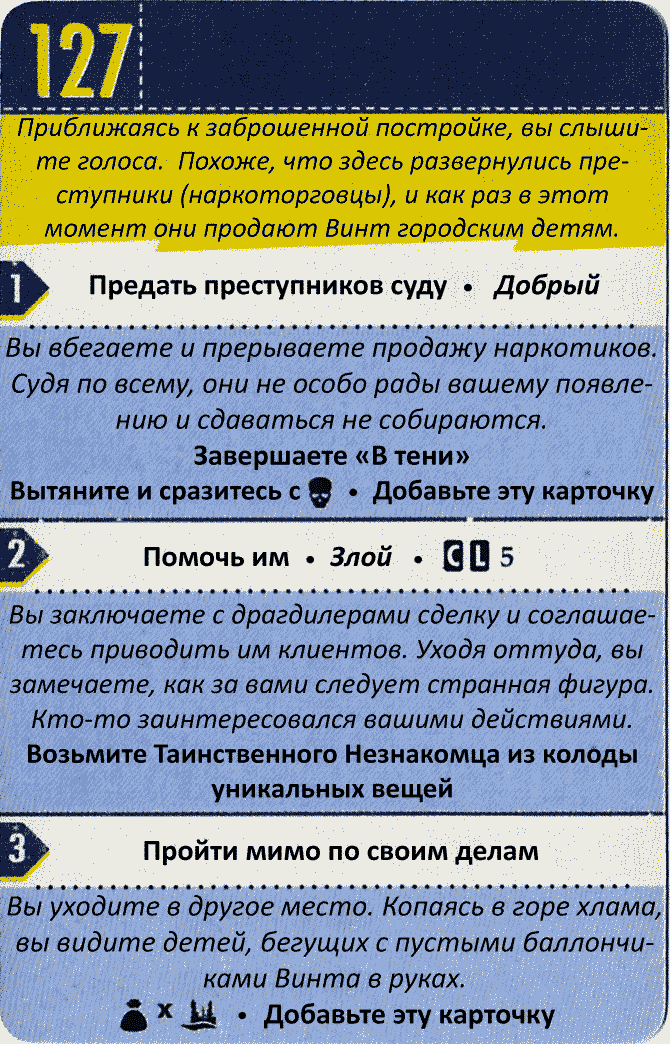 127
Приближаясь к заброшенной постройке, вы слыши-
те голоса. Похоже, что здесь развернулись пре-
ступники (наркоторговцы), и как раз в этот
момент они продают Винт городским детям.
1 Предать преступников суду • Добрый
Вы вбегаете и прерываете продажу наркотиков.
Судя по всему, они не особо рады вашему появле-
нию и сдаваться не собираются.
Завершаете «В тени»
Вытяните и сразитесь с • Добавьте эту карточку
2 Помочь им • Злой • C L 5
Вы заключаете с драгдилерами сделку и соглашае-
тесь приводить им клиентов. Уходя оттуда, вы
замечаете, как за вами следует странная фигура.
Кто-то заинтересовался вашими действиями.
Возьмите Таинственного Незнакомца из колоды
уникальных вещей
3 Пройти мимо по своим делам
Вы уходите в другое место. Копаясь в горе хлама,
вы видите детей, бегущих с пустыми баллончи-
ками Винта в руках.
x • Добавьте эту карточку